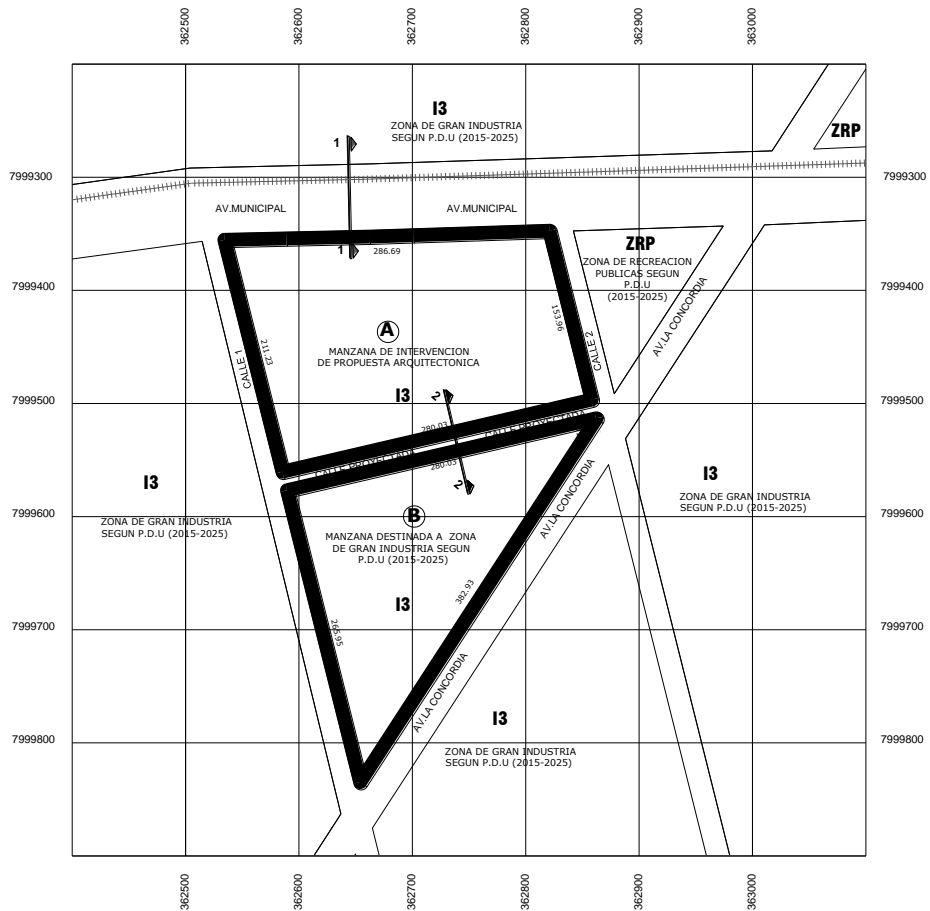 362500
362600
362700
362800
362900
363000
I3
ZONA DE GRAN INDUSTRIA
SEGUN P.D.U (2015-2025)
ZRP
1
7999300
7999300
AV.MUNICIPAL
AV.MUNICIPAL
1
286.69
ZRP
ZONA DE RECREACION
PUBLICAS SEGUN
P.D.U
(2015-2025)
7999400
7999400
AV.LA CONCORDIA
153.96
CALLE 2
A
MANZANA DE INTERVENCION
DE PROPUESTA ARQUITECTONICA
CALLE 1
211.23
I3
2
7999500
7999500
280.03
CALLE PROYECTADA
CALLE PROYECTADA
280.03
2
I3
ZONA DE GRAN INDUSTRIA
SEGUN P.D.U (2015-2025)
I3
ZONA DE GRAN INDUSTRIA
SEGUN P.D.U (2015-2025)
AV.LA CONCORDIA
7999600
7999600
B
MANZANA DESTINADA A ZONA
DE GRAN INDUSTRIA SEGUN
P.D.U (2015-2025)
I3
382.93
265.95
7999700
7999700
AV.LA CONCORDIA
I3
ZONA DE GRAN INDUSTRIA
SEGUN P.D.U (2015-2025)
7999800
7999800
362500
362600
362700
362800
362900
363000